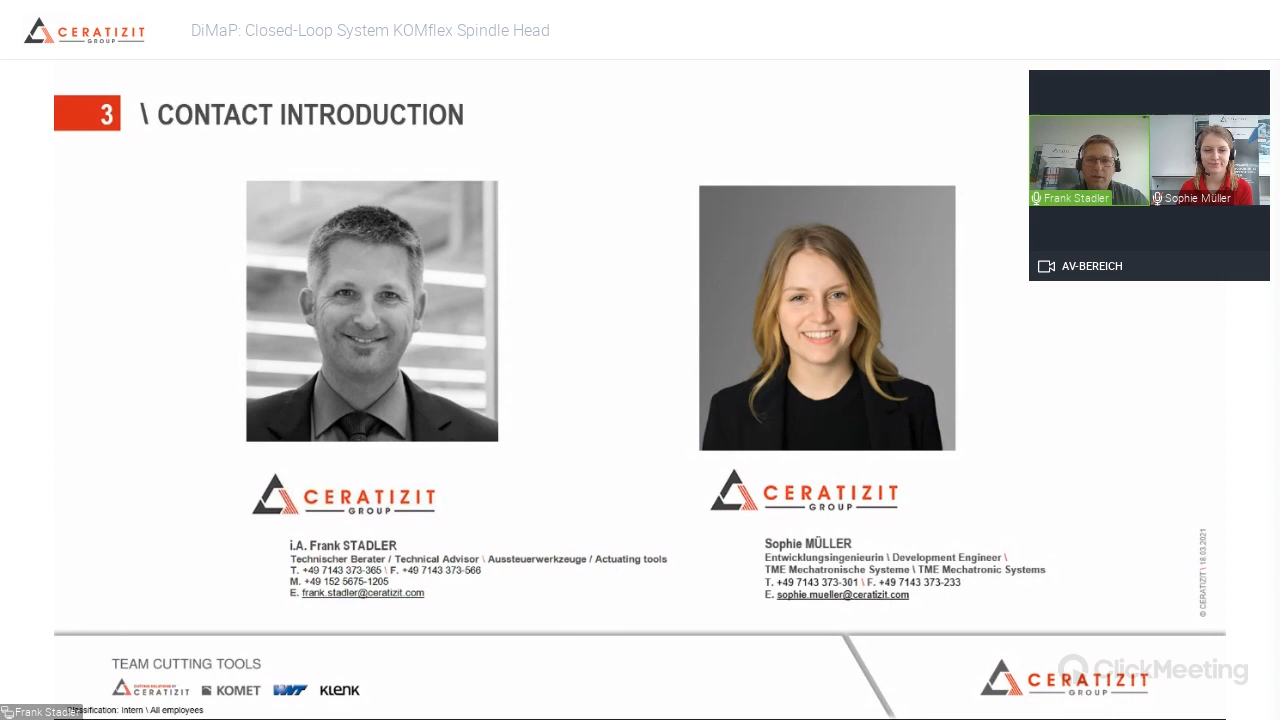 CERATIZIT
GROUP
DiMaP: Closed-Loop System KOMflex Spindle Head
3 \ CONTACT INTRODUCTION
Frank Stadler
Sophie Müller
AV-BEREICH
CERATIZIT
GROUP
i.A. Frank STADLER
Technischer Berater / Technical Advisor \ Aussteuerwerkzeuge / Actuating tools
T. +49 7143 373-365 \ F. +49 7143 373-566
M. +49 152 5675-1205
E. frank.stadler@ceratizit.com
CERATIZIT
GROUP
Sophie MÜLLER
Entwicklungsingenieurin \ Development Engineer \
TME Mechatronische Systeme \ TME Mechatronic Systems
T. +49 7143 373-301 \ F. +49 7143 373-233
E. sophie.mueller@ceratizit.com
© CERATIZIT \ 18.03.2021
TEAM CUTTING TOOLS
CUTTING SOLUTIONS BY
CERATIZIT KOMET WNT KLENK
ClickMeeting
CERATIZIT
GROUP
Frank Stadler
Classification: Intern \ All employees